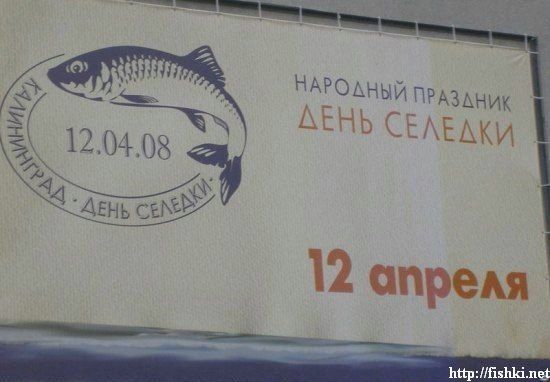 КАЛИНИНГРАД · ДЕНЬ СЕЛЕДКИ ·
12.04.08
НАРОДНЫЙ ПРАЗДНИК
ДЕНЬ СЕЛЕДКИ
12 апреля
http://fishki.net